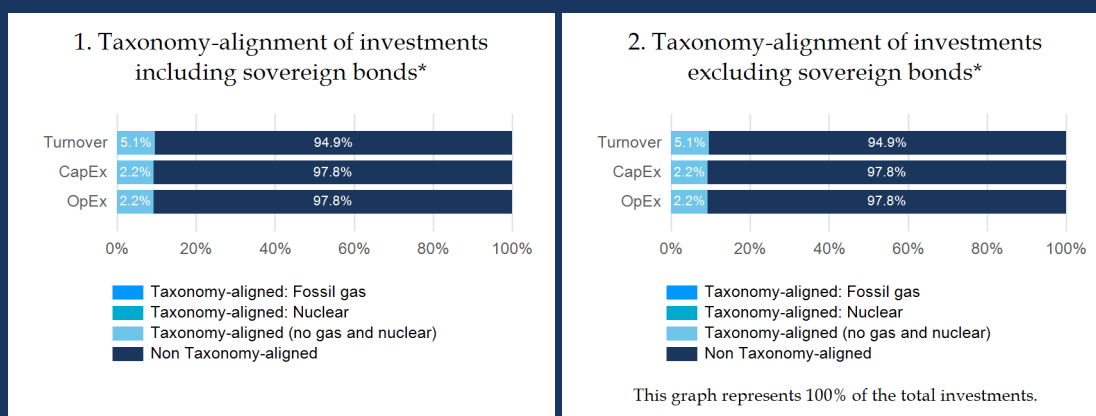 1. Taxonomy-alignment of investments
including sovereign bonds*
Turnover 5.1% 94.9%
CapEx 2.2% 97.8%
OpEx 2.2% 97.8%
0% 20% 40% 60% 80% 100%
Taxonomy-aligned: Fossil gas
Taxonomy-aligned: Nuclear
Taxonomy-aligned (no gas and nuclear)
Non Taxonomy-aligned
2. Taxonomy-alignment of investments
excluding sovereign bonds*
Turnover 5.1% 94.9%
CapEx 2.2% 97.8%
OpEx 2.2% 97.8%
0% 20% 40% 60% 80% 100%
Taxonomy-aligned: Fossil gas
Taxonomy-aligned: Nuclear
Taxonomy-aligned (no gas and nuclear)
Non Taxonomy-aligned
This graph represents 100% of the total investments.